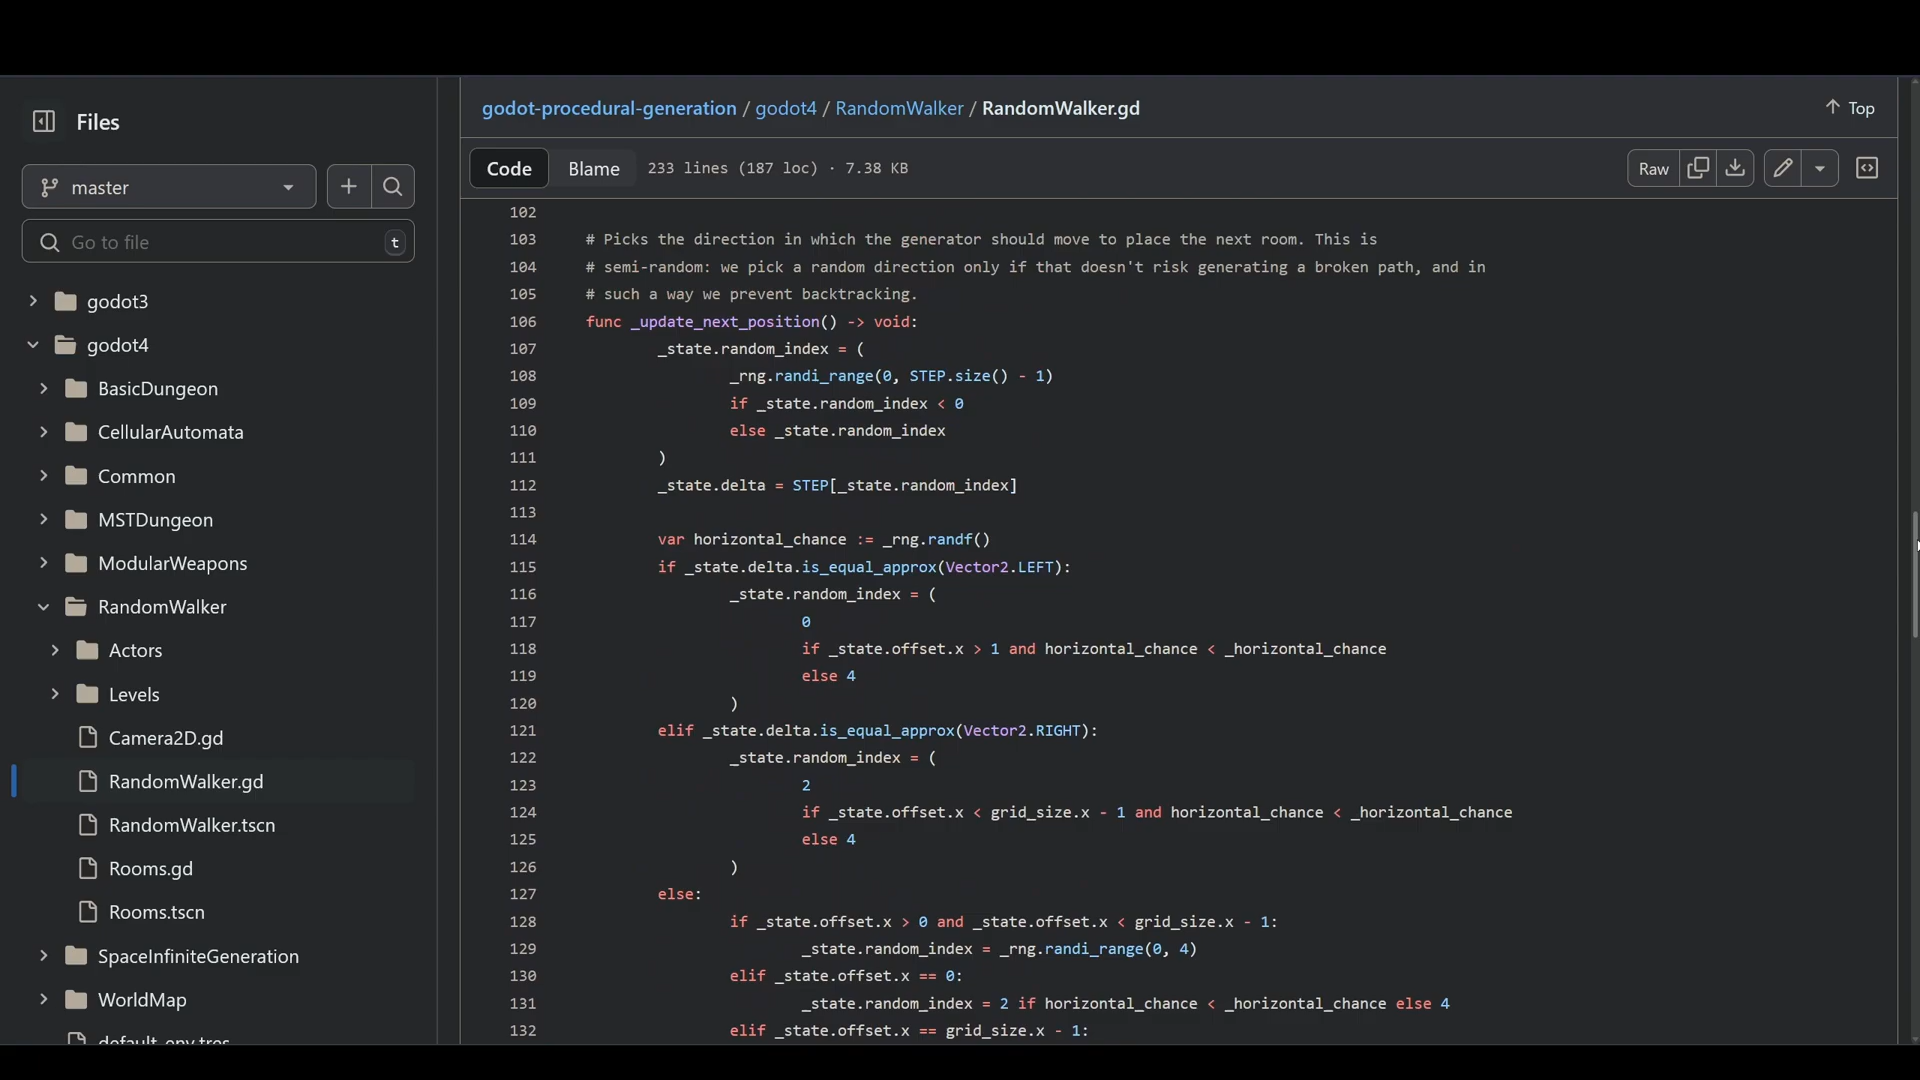 Files
master
Go to file
t
godot3
godot4
BasicDungeon
CellularAutomata
Common
MSTDungeon
ModularWeapons
RandomWalker
Actors
Levels
Camera2D.gd
RandomWalker.gd
RandomWalker.tscn
Rooms.gd
Rooms.tscn
SpaceInfiniteGeneration
WorldMap
default_env.tres
godot-procedural-generation / godot4 / RandomWalker / RandomWalker.gd
Top
Code Blame 233 lines (187 loc) · 7.38 KB
Raw
102
103 # Picks the direction in which the generator should move to place the next room. This is
104 # semi-random: we pick a random direction only if that doesn't risk generating a broken path, and in
105 # such a way we prevent backtracking.
106 func _update_next_position() -> void:
107 _state.random_index = (
108 _rng.randi_range(0, STEP.size() - 1)
109 if _state.random_index < 0
110 else _state.random_index
111 )
112 _state.delta = STEP[_state.random_index]
113
114 var horizontal_chance := _rng.randf()
115 if _state.delta.is_equal_approx(Vector2.LEFT):
116 _state.random_index = (
117 0
118 if _state.offset.x > 1 and horizontal_chance < _horizontal_chance
119 else 4
120 )
121 elif _state.delta.is_equal_approx(Vector2.RIGHT):
122 _state.random_index = (
123 2
124 if _state.offset.x < grid_size.x - 1 and horizontal_chance < _horizontal_chance
125 else 4
126 )
127 else:
128 if _state.offset.x > 0 and _state.offset.x < grid_size.x - 1:
129 _state.random_index = _rng.randi_range(0, 4)
130 elif _state.offset.x == 0:
131 _state.random_index = 2 if horizontal_chance < _horizontal_chance else 4
132 elif _state.offset.x == grid_size.x - 1: